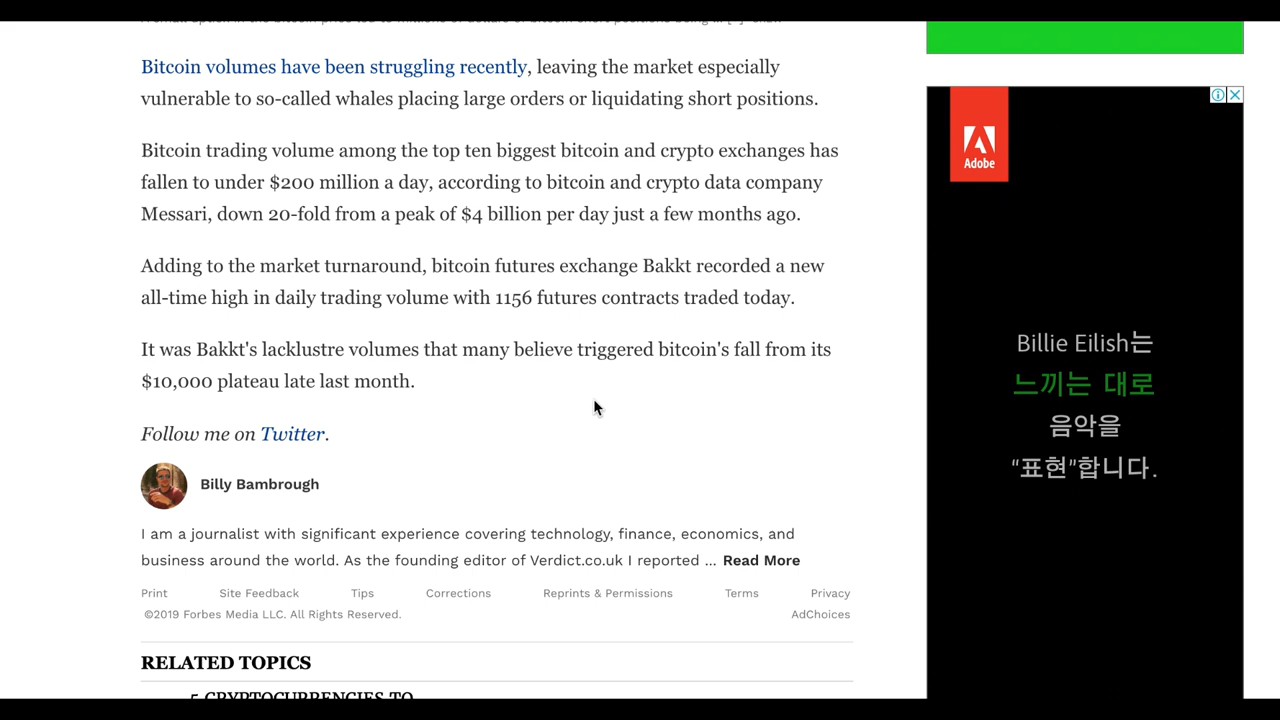 Bitcoin volumes have been struggling recently, leaving the market especially
vulnerable to so-called whales placing large orders or liquidating short positions.
Bitcoin trading volume among the top ten biggest bitcoin and crypto exchanges has
fallen to under $200 million a day, according to bitcoin and crypto data company
Messari, down 20-fold from a peak of $4 billion per day just a few months ago.
Adding to the market turnaround, bitcoin futures exchange Bakkt recorded a new
all-time high in daily trading volume with 1156 futures contracts traded today.
It was Bakkt's lacklustre volumes that many believe triggered bitcoin's fall from its
$10,000 plateau late last month.
Follow me on Twitter.
Billy Bambrough
I am a journalist with significant experience covering technology, finance, economics, and
business around the world. As the founding editor of Verdict.co.uk I reported ... Read More
Print Site Feedback Tips Corrections Reprints & Permissions Terms Privacy
©2019 Forbes Media LLC. All Rights Reserved. AdChoices
RELATED TOPICS
5 CRYPTOCURRENCIES TO
Adobe
Billie Eilish는
느끼는 대로
음악을
“표현”합니다.